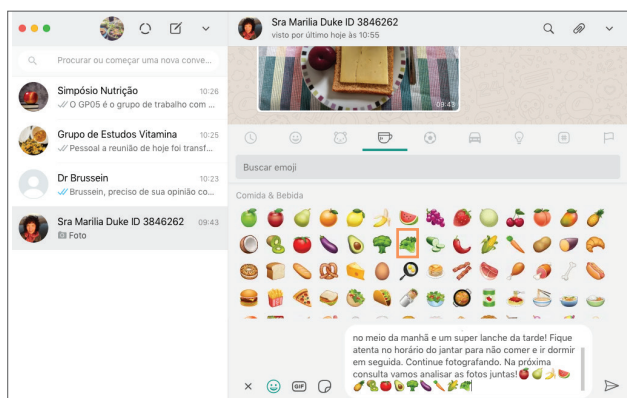 Sra Marilia Duke ID 3846262
visto por último hoje às 10:55
Procurar ou começar uma nova conve...
Simpósio Nutrição 10:26
O GP05 é o grupo de trabalho com ...
Grupo de Estudos Vitamina 10:25
Pessoal a reunião de hoje foi transf...
Dr Brussein 10:23
Brussein, preciso de sua opinião co...
Sra Marilia Duke ID 3846262 09:43
Foto
09:43
Buscar emoji
Comida & Bebida
no meio da manhã e um super lanche da tarde! Fique
atenta no horário do jantar para não comer e ir dormir
em seguida. Continue fotografando. Na próxima
consulta vamos analisar as fotos juntas!
GIF